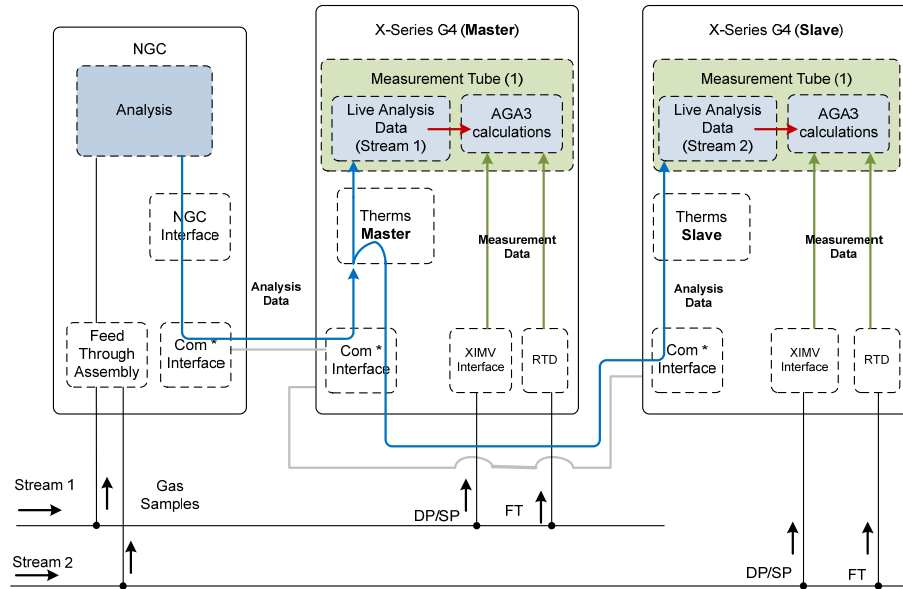 NGC
Analysis
NGC
Interface
Feed
Through
Assembly
Com *
Interface
Analysis
Data
X-Series G4 (Master)
Measurement Tube (1)
Live Analysis
Data
(Stream 1)
AGA3
calculations
Therms
Master
Measurement
Data
Com *
Interface
XIMV
Interface
RTD
X-Series G4 (Slave)
Measurement Tube (1)
Live Analysis
Data
(Stream 2)
AGA3
calculations
Therms
Slave
Measurement
Data
Analysis
Data
Com *
Interface
XIMV
Interface
RTD
Stream 1
Gas
Samples
DP/SP
FT
Stream 2
DP/SP
FT